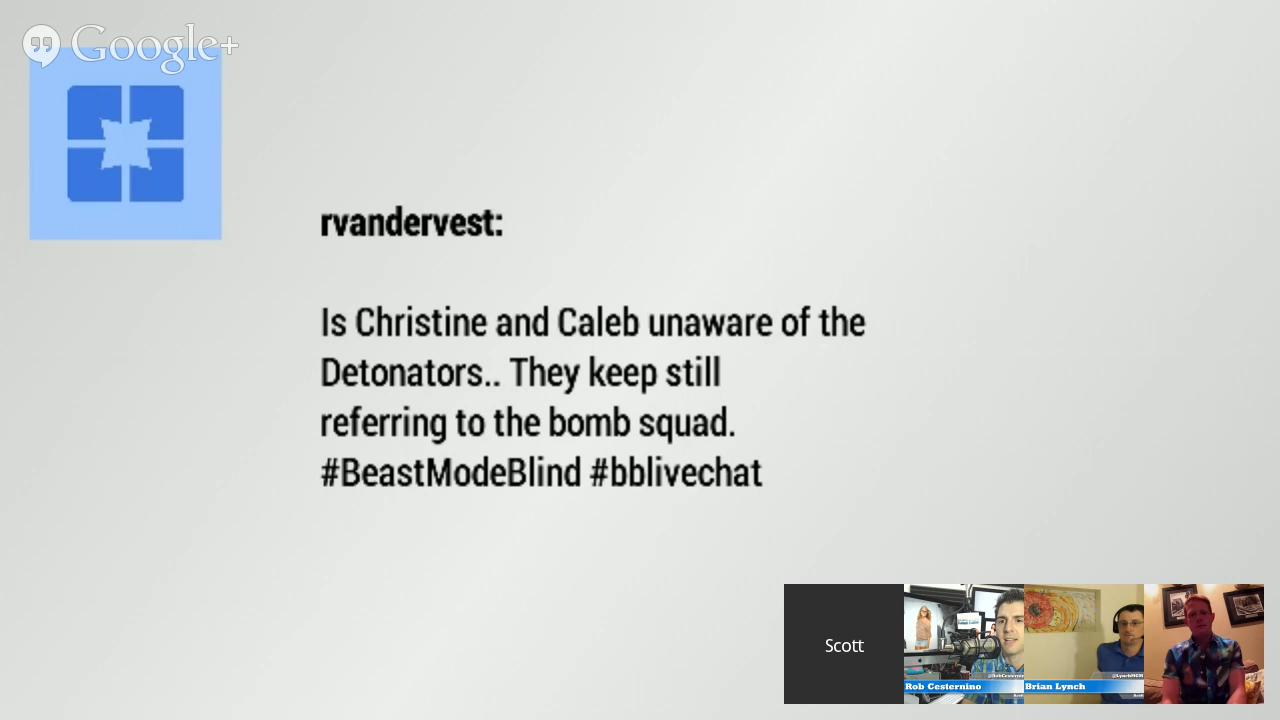 Google+
rvandervest:
Is Christine and Caleb unaware of the
Detonators.. They keep still
referring to the bomb squad.
#BeastModeBlind #bblivechat
Scott
Rob Cesternino
Brian Lynch